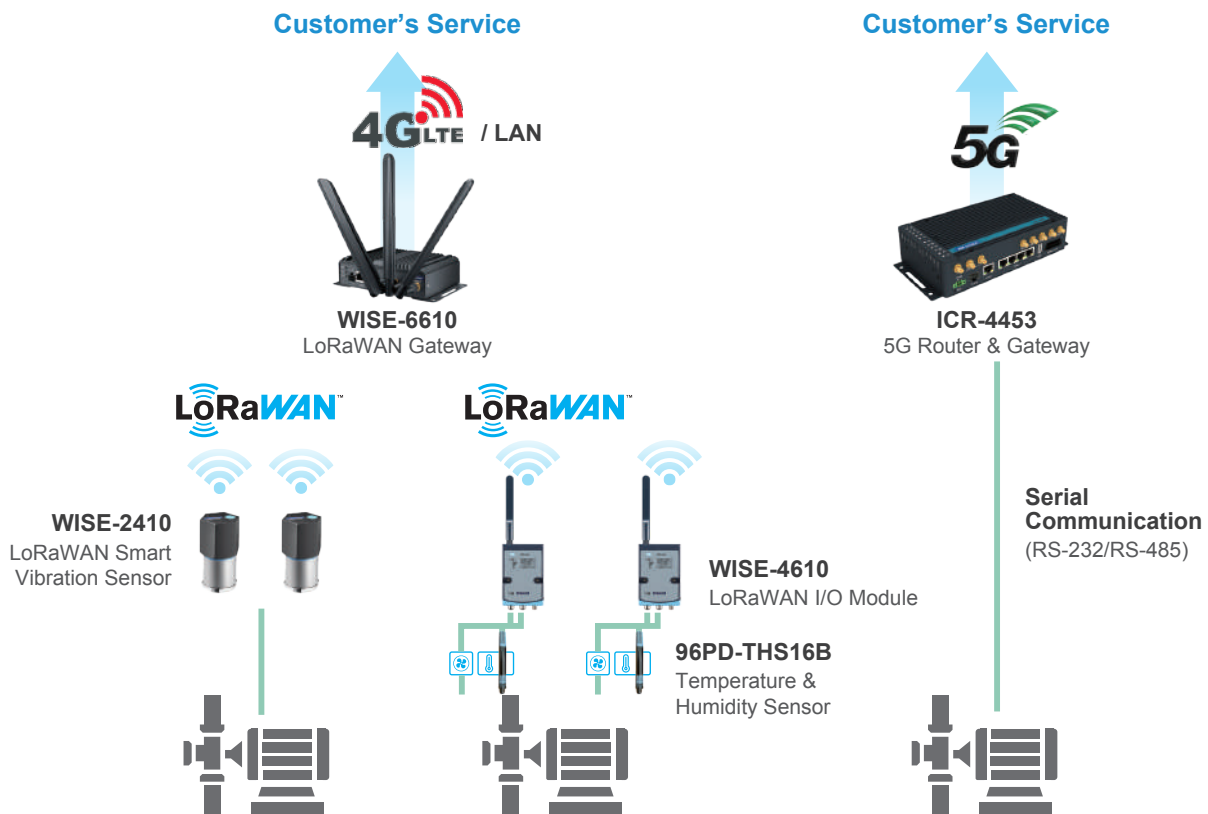 Customer's Service
Customer's Service
4G LTE / LAN
5G
WISE-6610
LoRaWAN Gateway
ICR-4453
5G Router & Gateway
LoRaWAN™
LoRaWAN™
WISE-2410
LoRaWAN Smart
Vibration Sensor
WISE-4610
LoRaWAN I/O Module
96PD-THS16B
Temperature &
Humidity Sensor
Serial
Communication
(RS-232/RS-485)